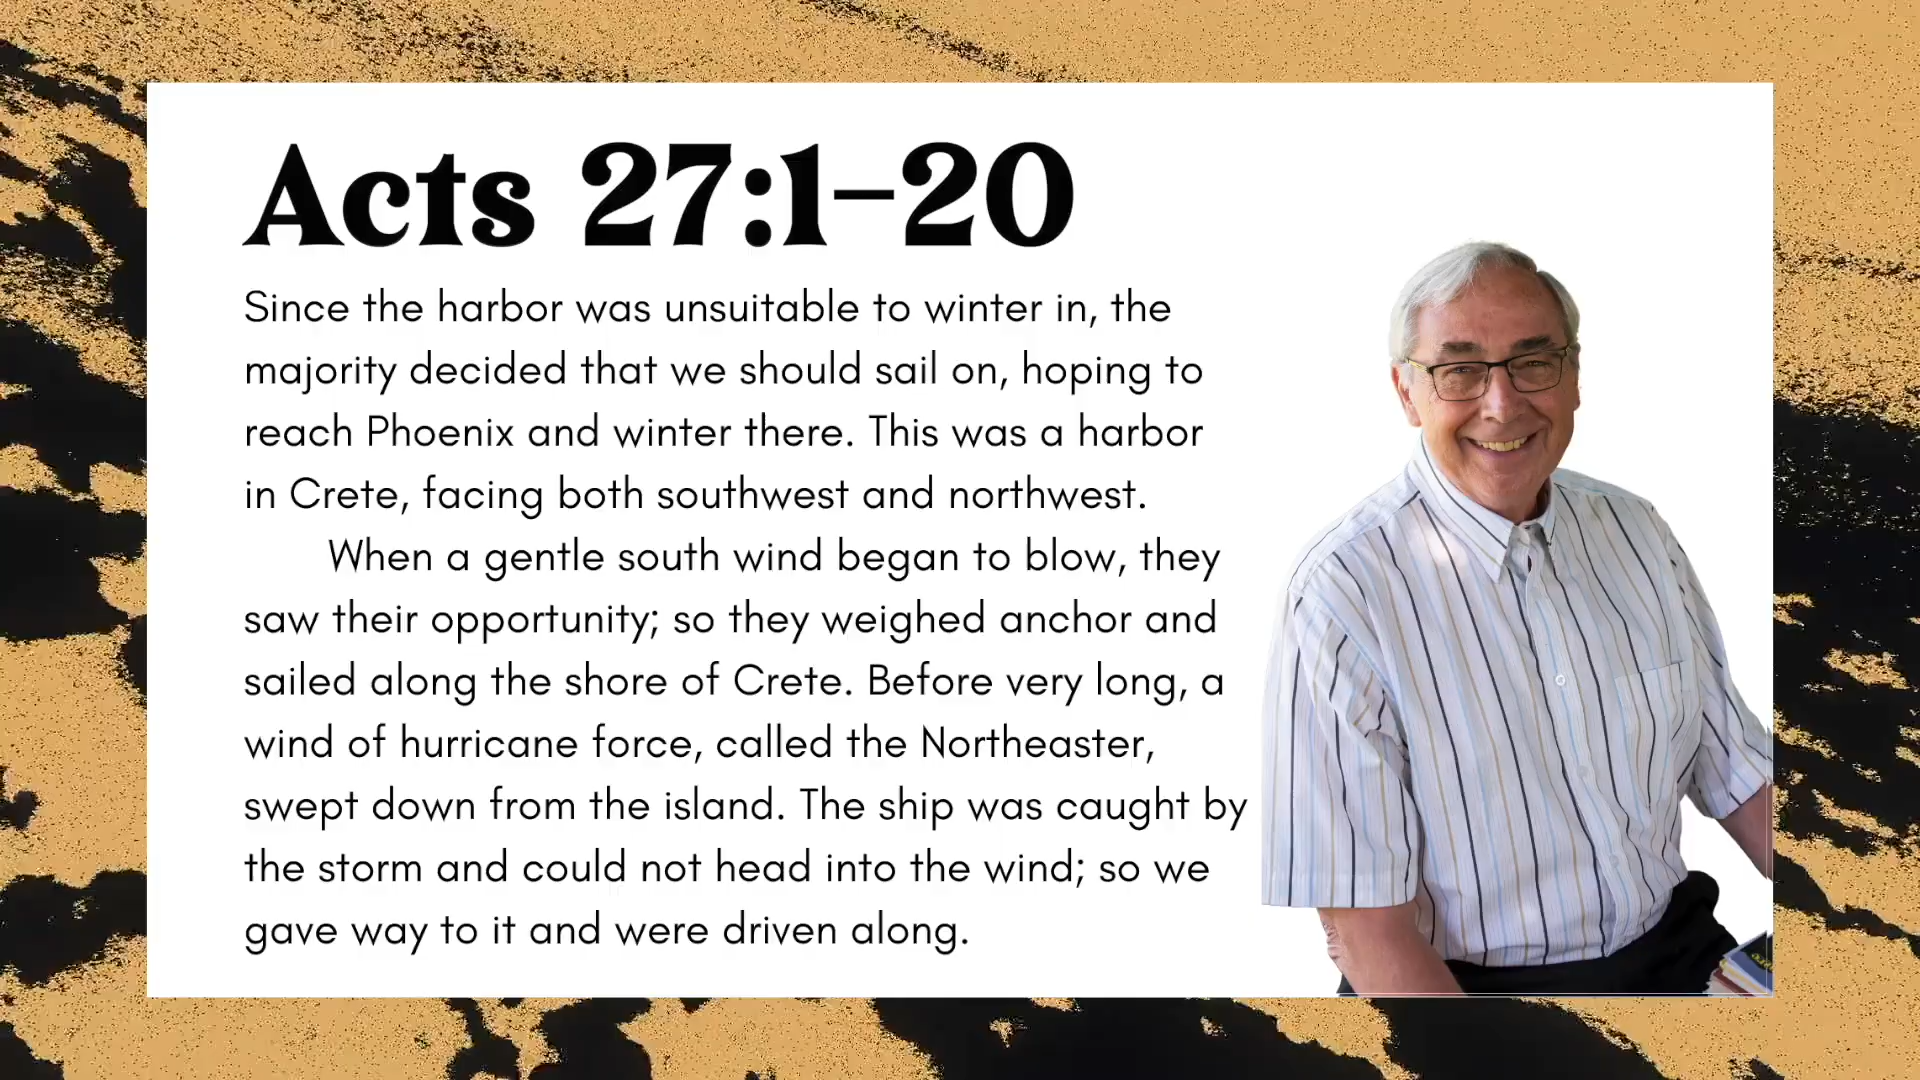 Acts 27:1–20
Since the harbor was unsuitable to winter in, the
majority decided that we should sail on, hoping to
reach Phoenix and winter there. This was a harbor
in Crete, facing both southwest and northwest.
When a gentle south wind began to blow, they
saw their opportunity; so they weighed anchor and
sailed along the shore of Crete. Before very long, a
wind of hurricane force, called the Northeaster,
swept down from the island. The ship was caught by
the storm and could not head into the wind; so we
gave way to it and were driven along.